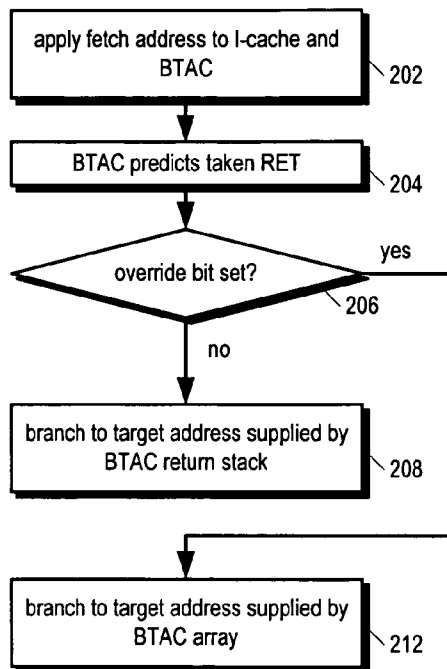 apply fetch address to I-cache and
BTAC
202
BTAC predicts taken RET
204
override bit set?
yes
206
no
branch to target address supplied by
BTAC return stack
208
branch to target address supplied by
BTAC array
212